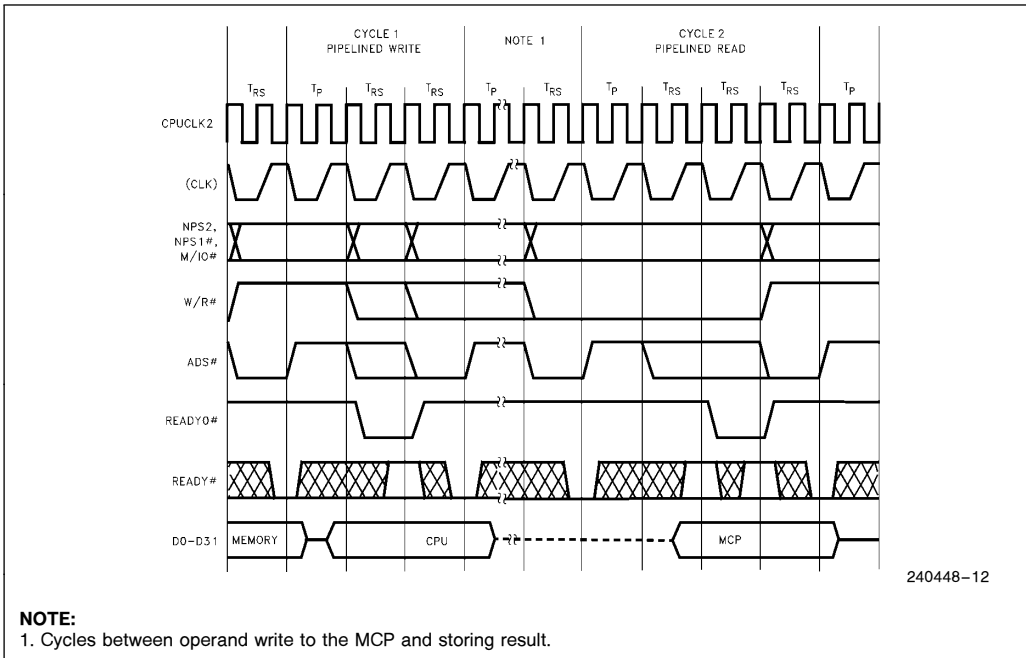 CYCLE 1
PIPELINED WRITE
NOTE 1
CYCLE 2
PIPELINED READ
TRS TP TRS TRS TP TRS TP TRS TRS TRS TP
CPUCLK2
(CLK)
NPS2,
NPS1#,
M/IO#
W/R#
ADS#
READYO#
READY#
D0-D31 MEMORY CPU MCP
240448–12
NOTE:
1. Cycles between operand write to the MCP and storing result.